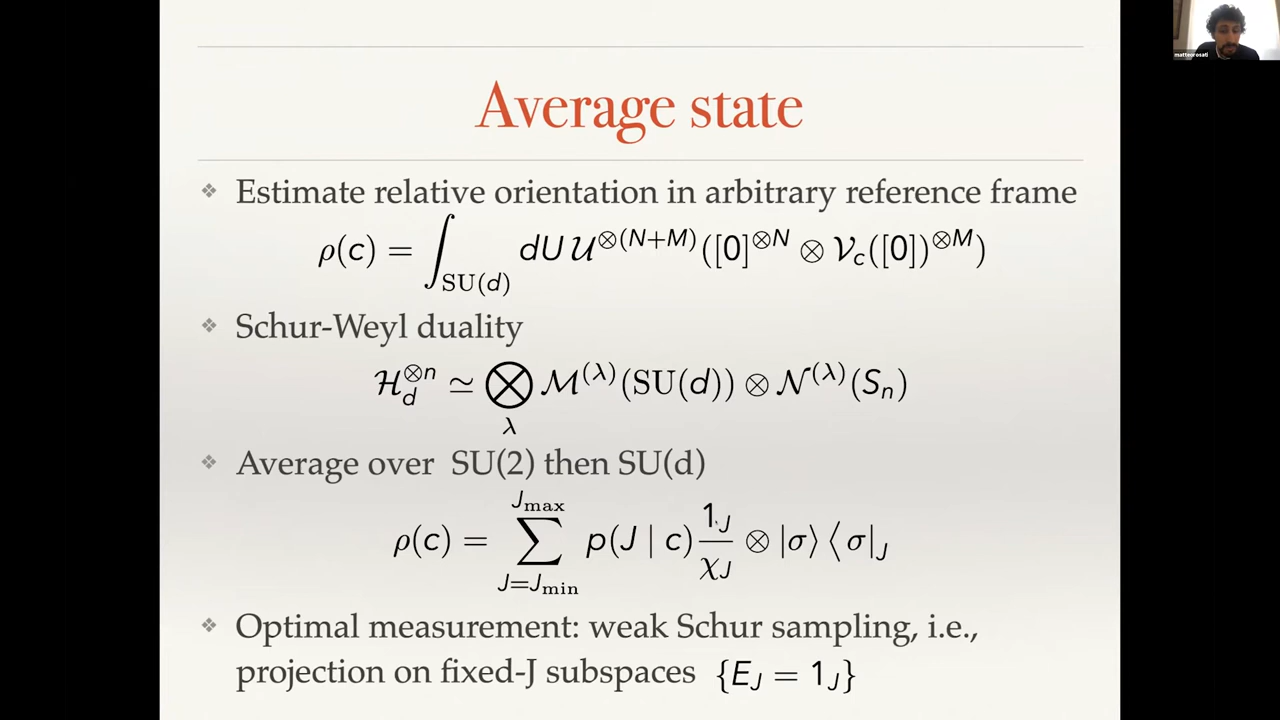 matteorosati
Average state
❖ Estimate relative orientation in arbitrary reference frame
ρ(c) = ∫_{SU(d)} dU 𝒰^{⊗(N+M)}([0]^{⊗N} ⊗ 𝒱_c([0])^{⊗M})
❖ Schur-Weyl duality
ℋ_d^{⊗n} ≃ ⨂_λ ℳ^{(λ)}(SU(d)) ⊗ 𝒩^{(λ)}(S_n)
❖ Average over SU(2) then SU(d)
ρ(c) = ∑_{J=J_min}^{J_max} p(J | c) 1_J/χ_J ⊗ |σ⟩⟨σ|_J
❖ Optimal measurement: weak Schur sampling, i.e.,
projection on fixed-J subspaces {E_J = 1_J}